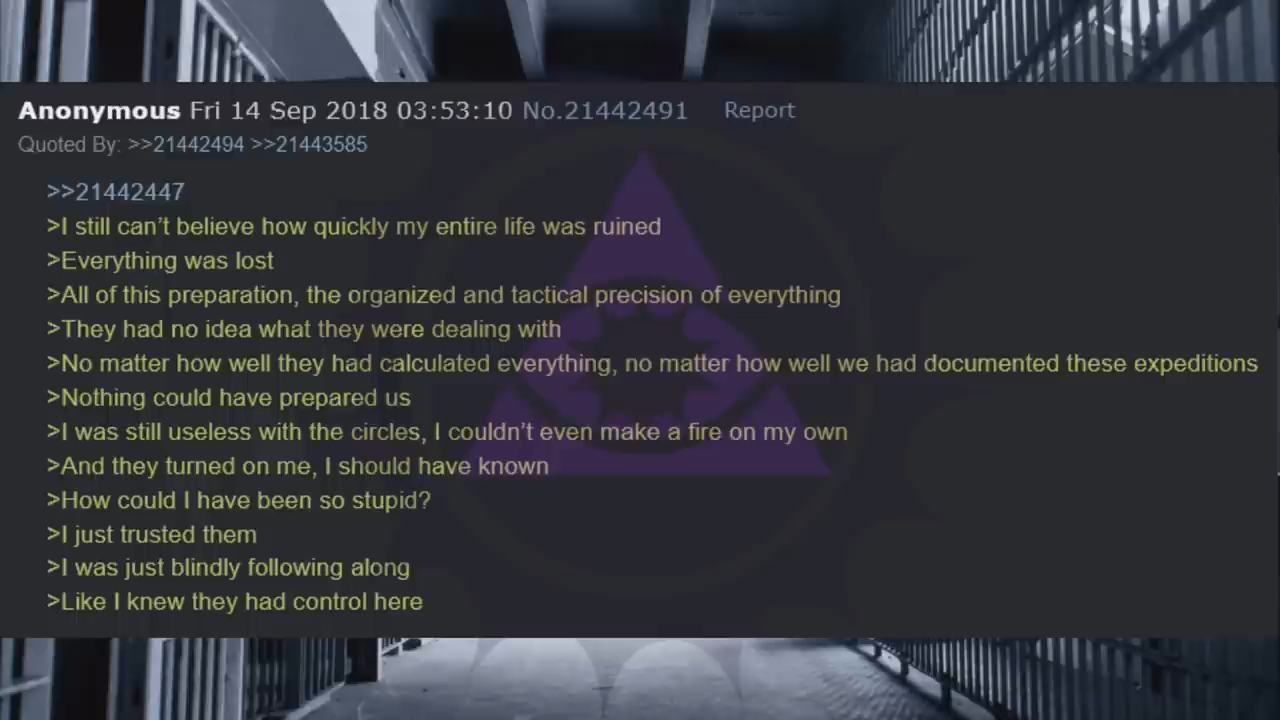 Anonymous Fri 14 Sep 2018 03:53:10 No.21442491 Report
Quoted By: >>21442494 >>21443585
>>21442447
>I still can’t believe how quickly my entire life was ruined
>Everything was lost
>All of this preparation, the organized and tactical precision of everything
>They had no idea what they were dealing with
>No matter how well they had calculated everything, no matter how well we had documented these expeditions
>Nothing could have prepared us
>I was still useless with the circles, I couldn’t even make a fire on my own
>And they turned on me, I should have known
>How could I have been so stupid?
>I just trusted them
>I was just blindly following along
>Like I knew they had control here